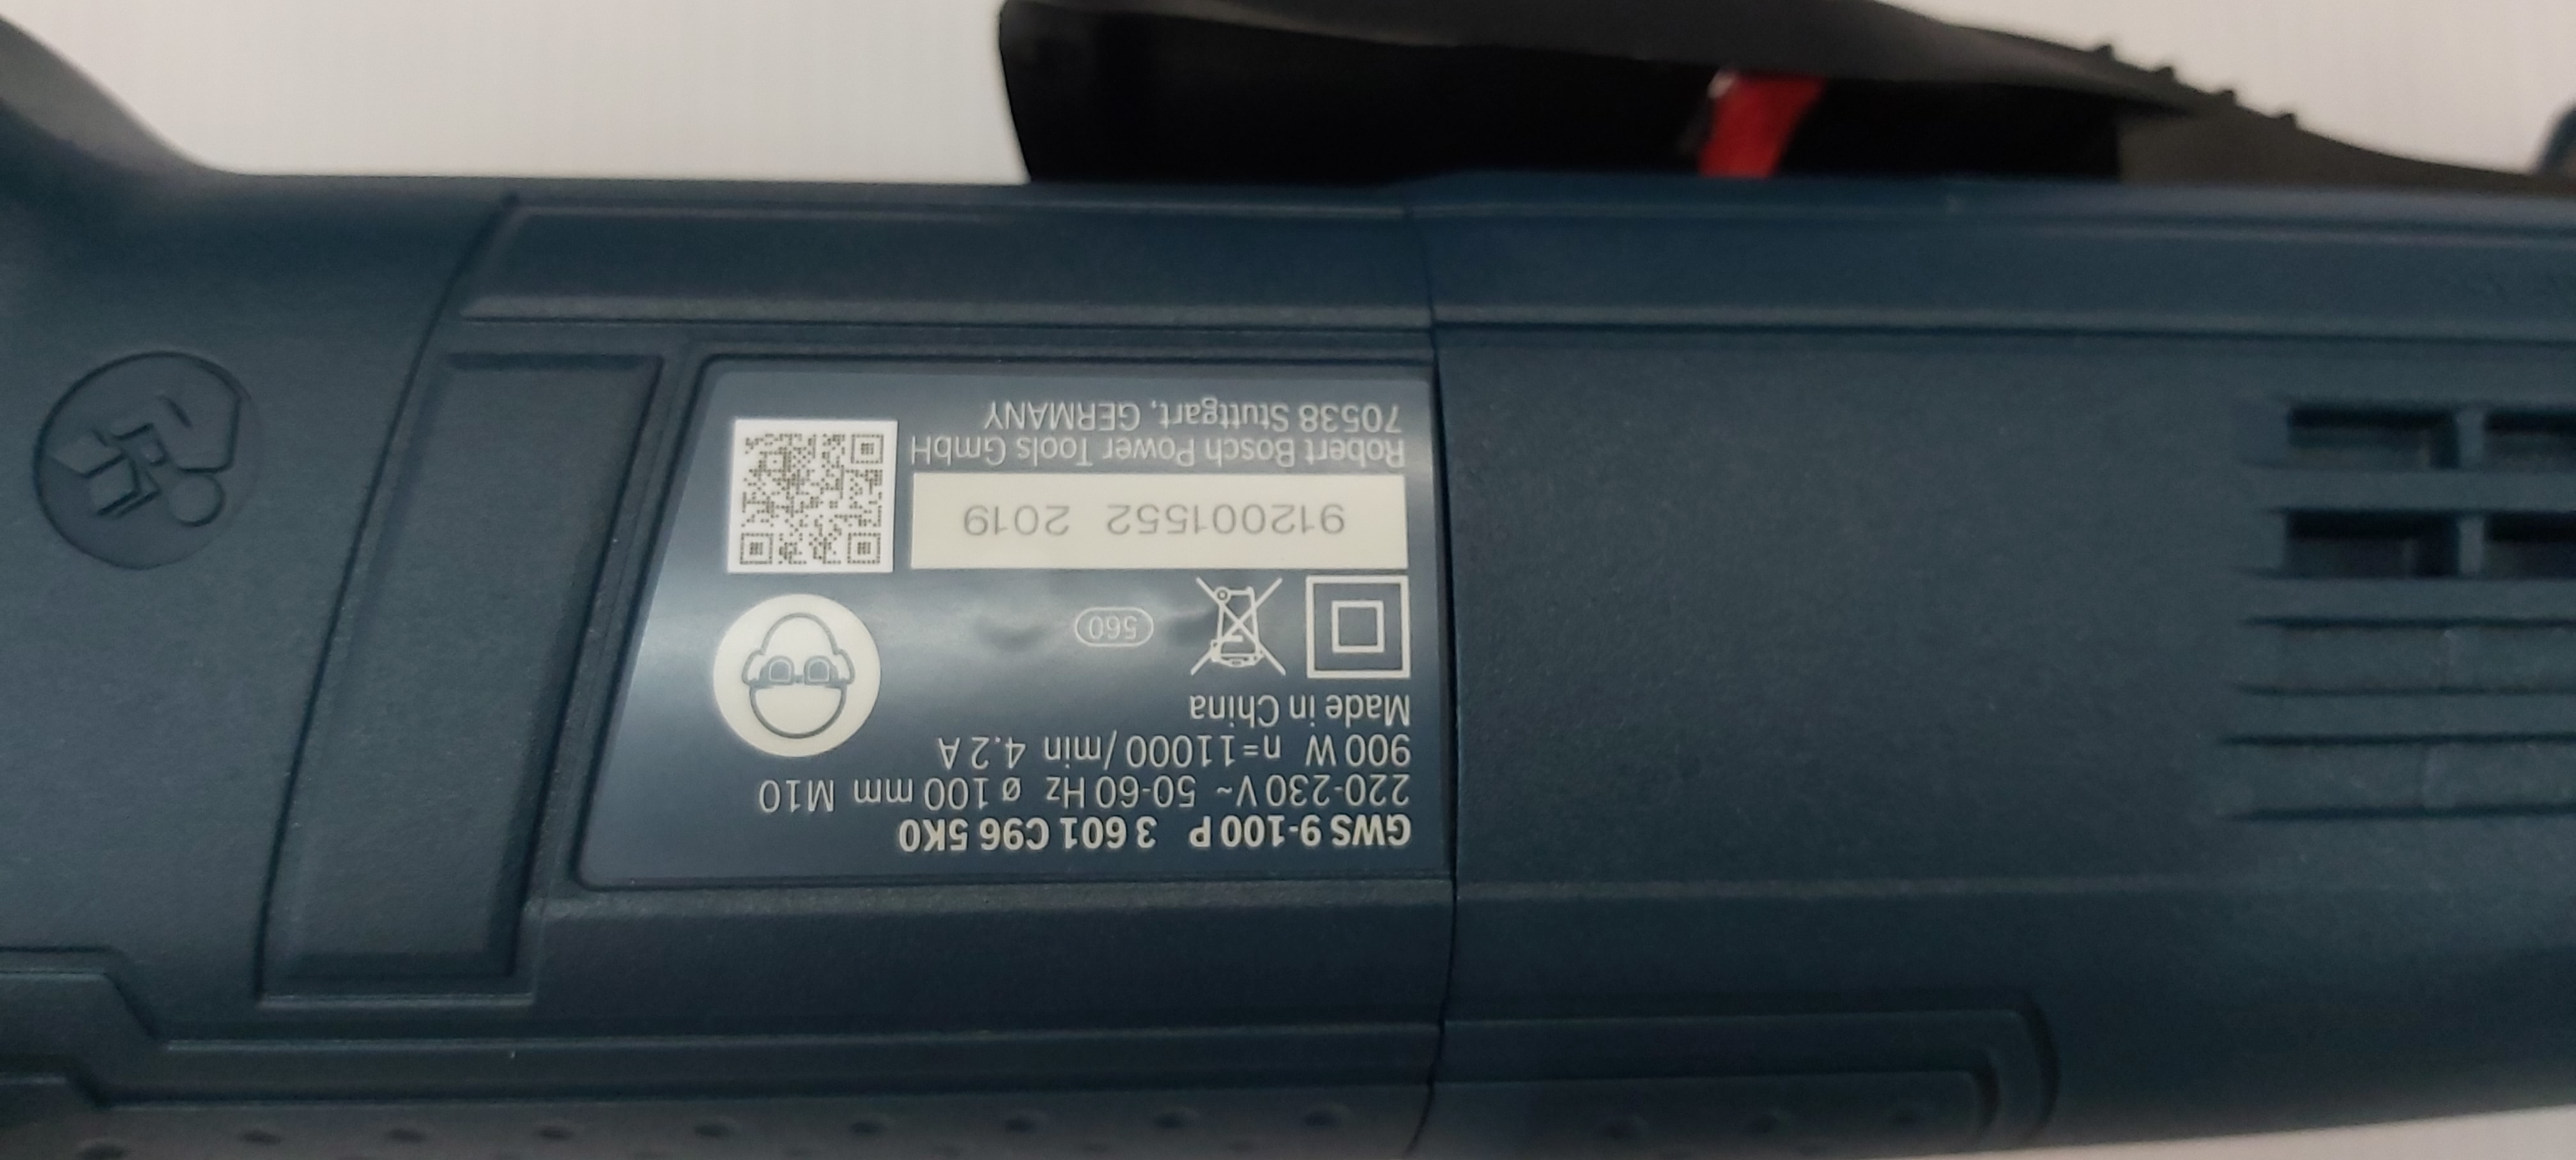 GWS 9-100 P 3 601 C96 5K0
220-230 V~ 50-60 Hz ø 100 mm M10
900 W n=11000/min 4.2 A
Made in China
560
912001552 2019
Robert Bosch Power Tools GmbH
70538 Stuttgart, GERMANY